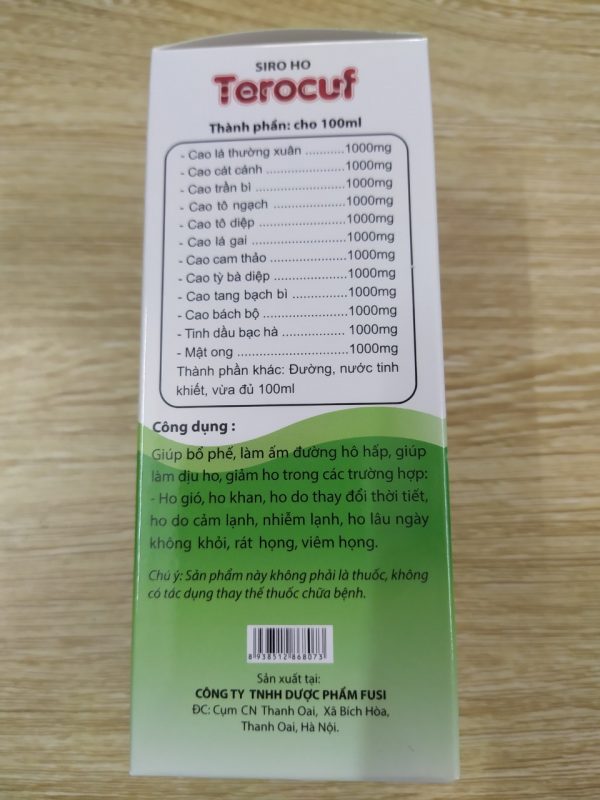 SIRO HO
Terocuf
Thành phần: cho 100ml
- Cao lá thường xuân ...........1000mg
- Cao cát cánh .....................1000mg
- Cao trần bì .......................1000mg
- Cao tô ngạch ....................1000mg
- Cao tô diệp .......................1000mg
- Cao lá gai ........................1000mg
- Cao cam thảo ...................1000mg
- Cao tỳ bà diệp ..................1000mg
- Cao tang bạch bì ..............1000mg
- Cao bách bộ .....................1000mg
- Tinh dầu bạc hà ................ 1000mg
- Mật ong ............................1000mg
Thành phần khác: Đường, nước tinh
khiết, vừa đủ 100ml
Công dụng :
Giúp bổ phế, làm ấm đường hô hấp, giúp
làm dịu ho, giảm ho trong các trường hợp:
- Ho gió, ho khan, ho do thay đổi thời tiết,
ho do cảm lạnh, nhiễm lạnh, ho lâu ngày
không khỏi, rát họng, viêm họng.
Chú ý: Sản phẩm này không phải là thuốc, không
có tác dụng thay thế thuốc chữa bệnh.
8 938512 868073
Sản xuất tại:
CÔNG TY TNHH DƯỢC PHẨM FUSI
ĐC: Cụm CN Thanh Oai, Xã Bích Hòa,
Thanh Oai, Hà Nội.